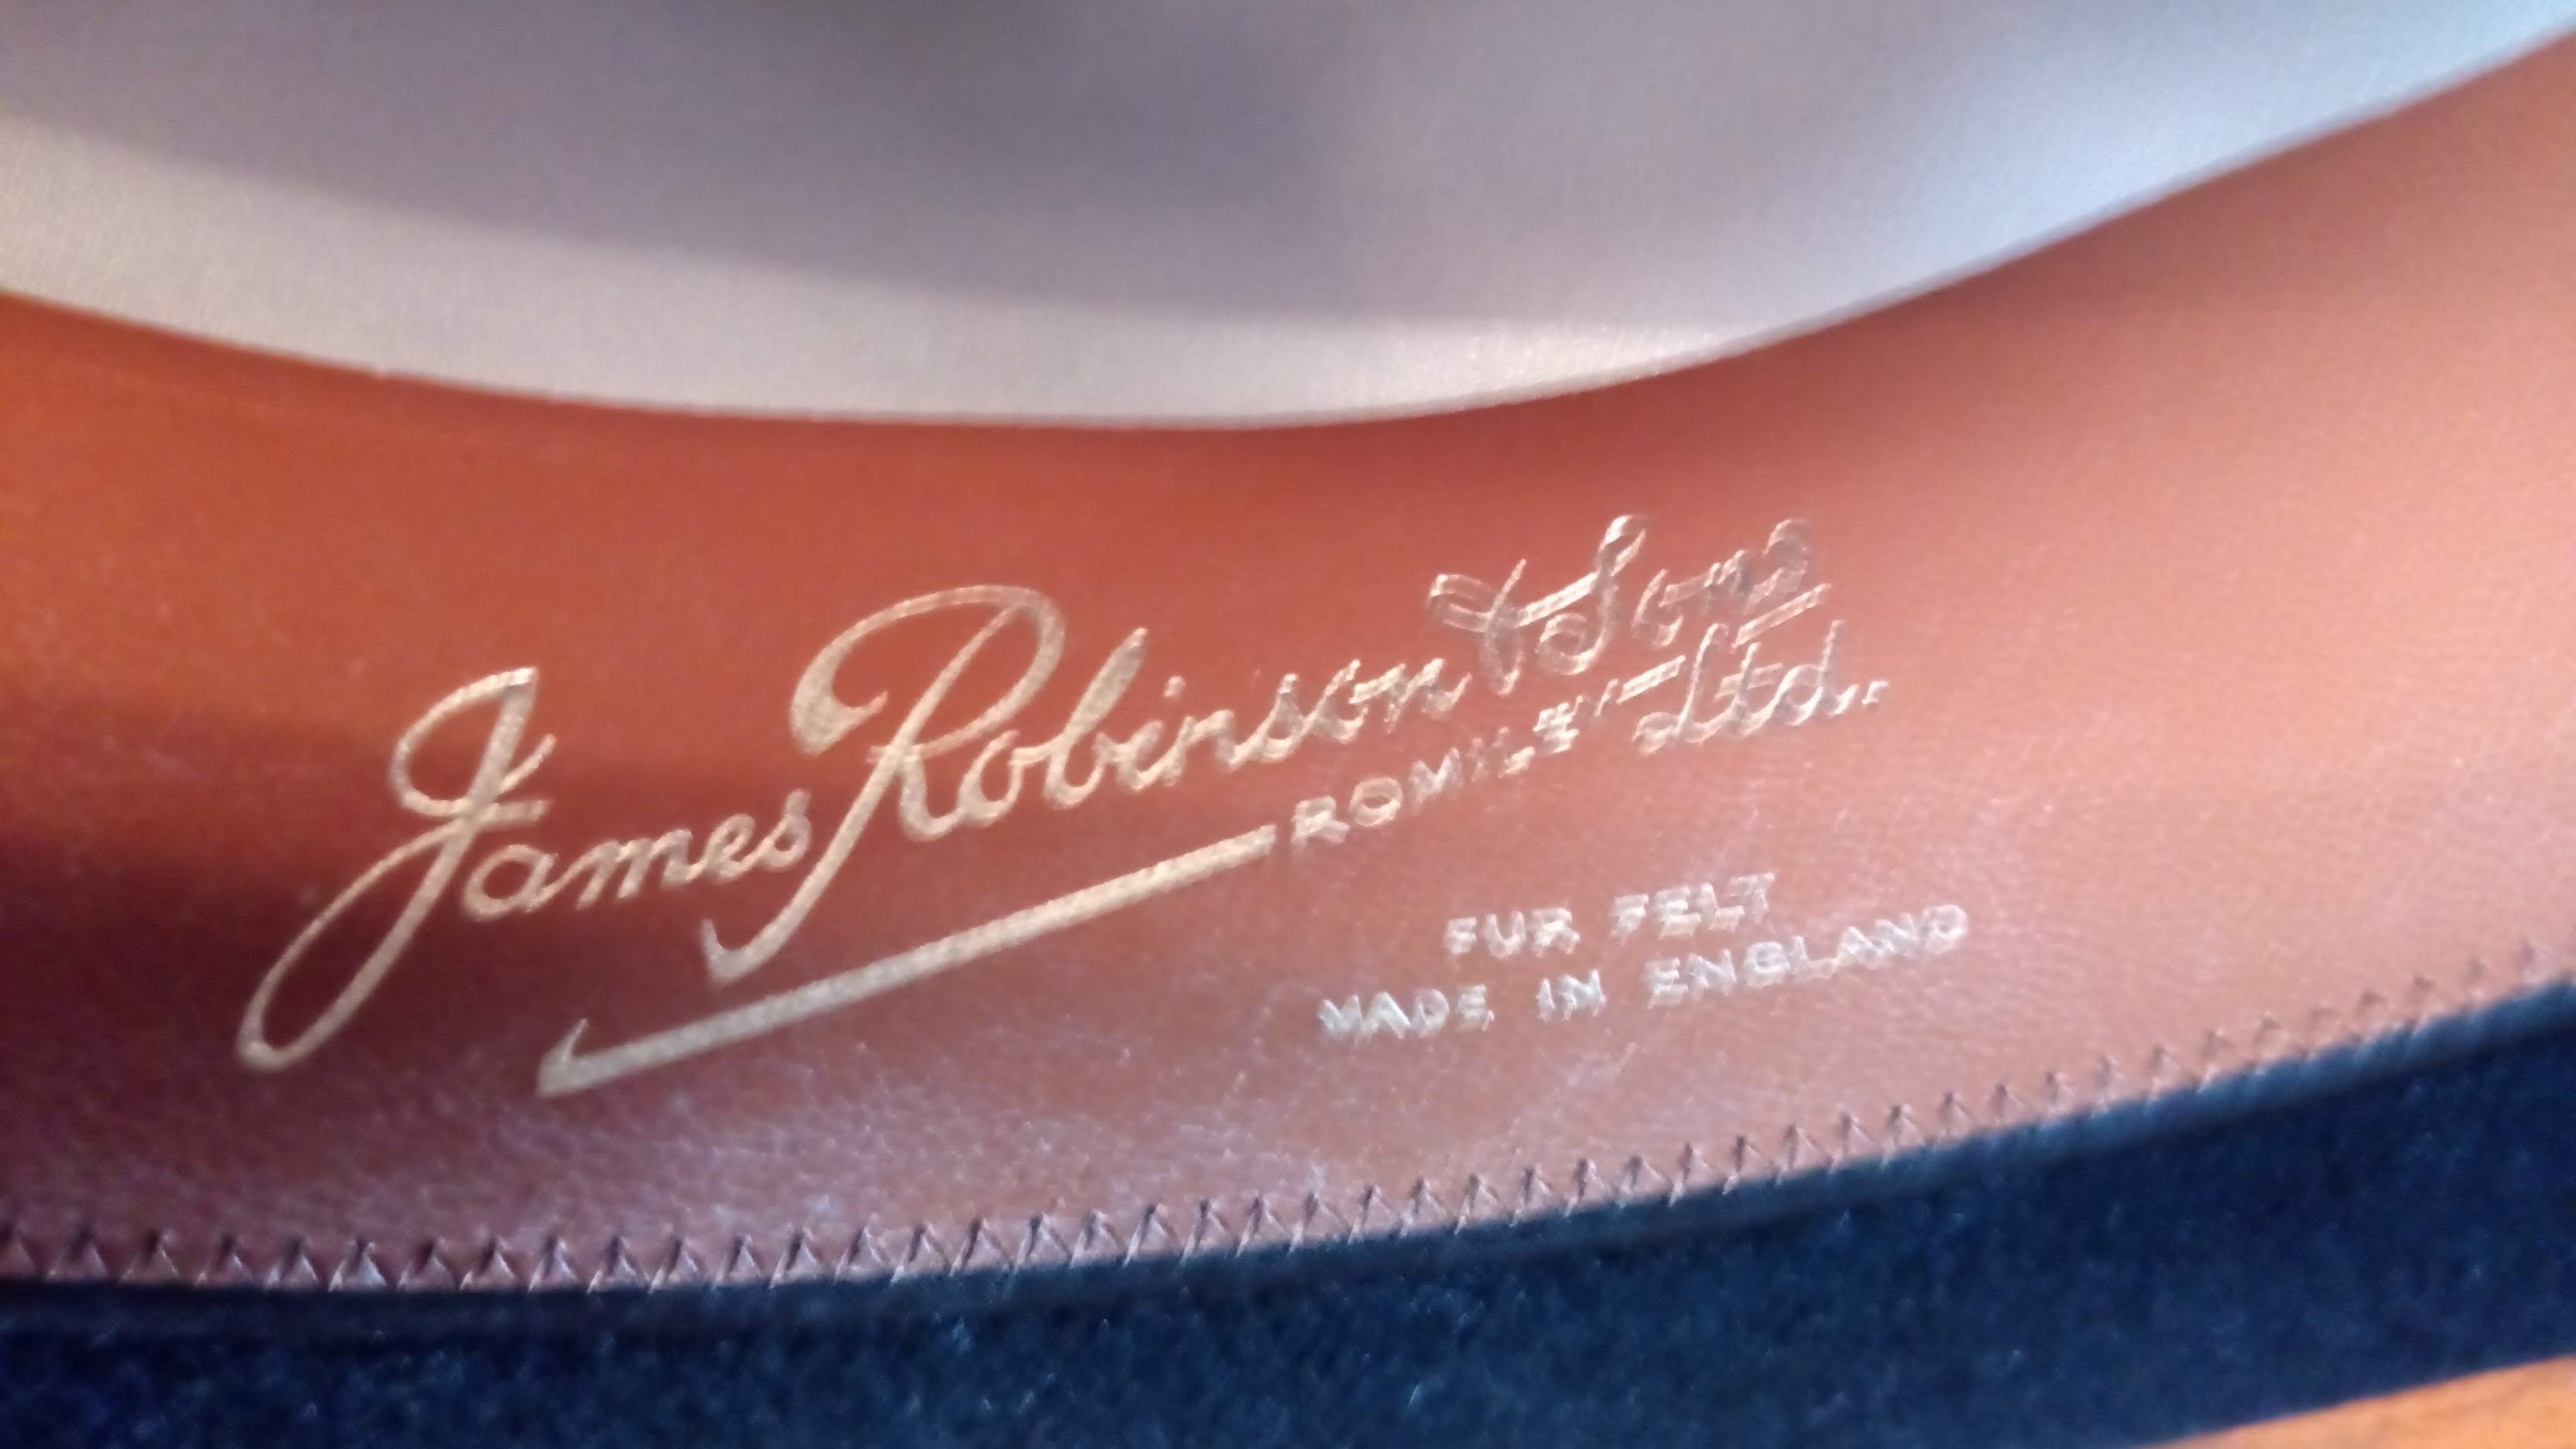 James Robinson & Sons
Ltd.
ROMILEY
FUR FELT
MADE IN ENGLAND